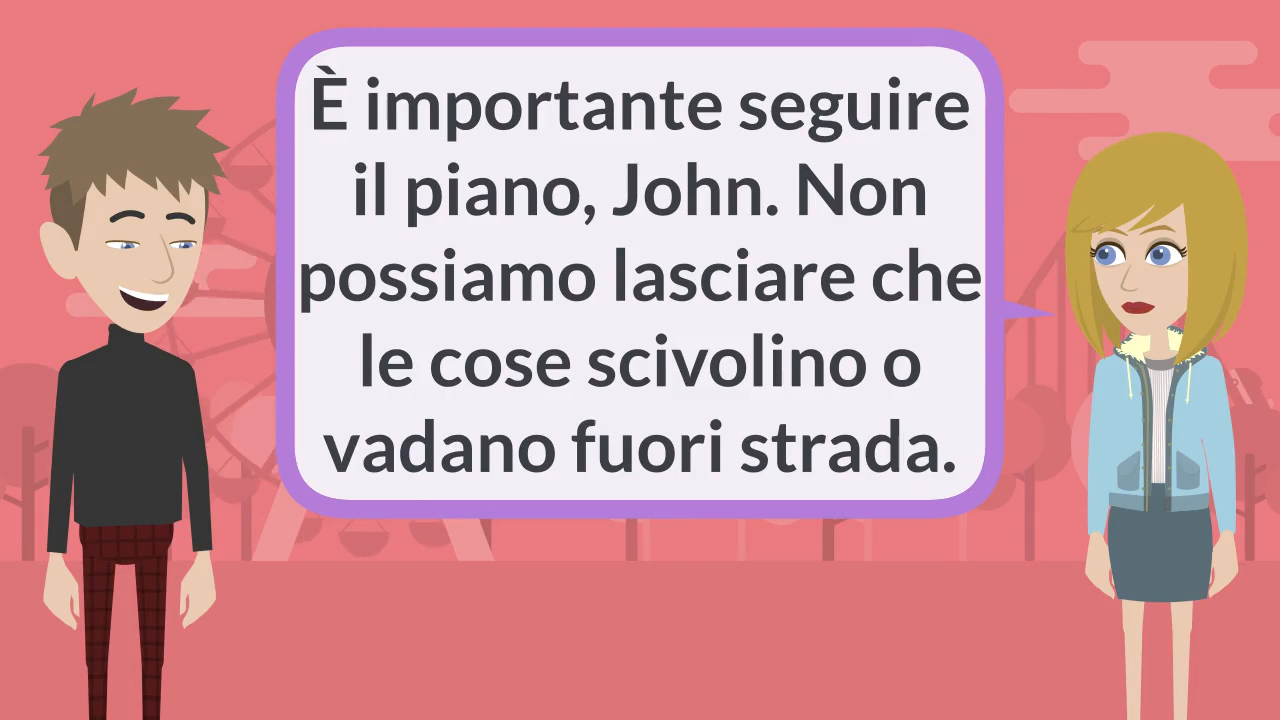 È importante seguire
il piano, John. Non
possiamo lasciare che
le cose scivolino o
vadano fuori strada.